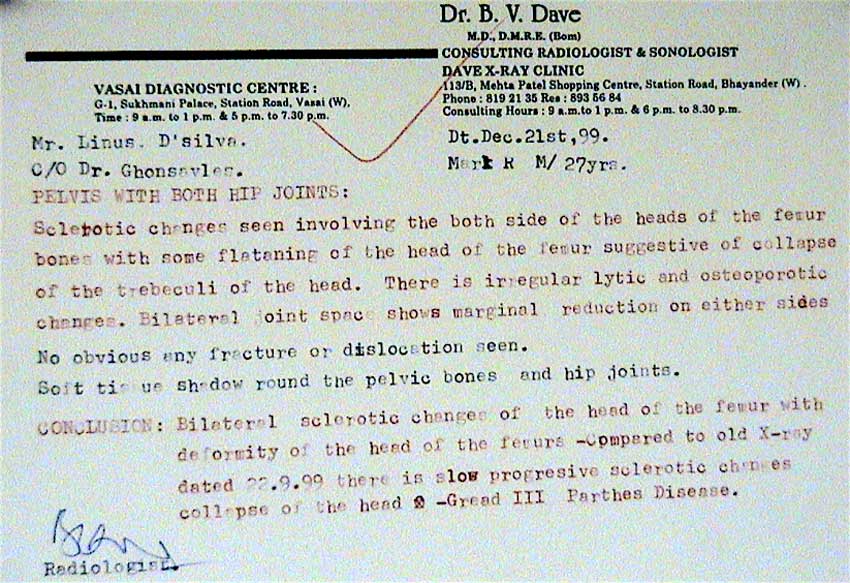 Dr. B. V. Dave
M.D., D.M.R.E. (Bom)
CONSULTING RADIOLOGIST & SONOLOGIST
DAVE X-RAY CLINIC
113/B, Mehta Patel Shopping Centre, Station Road, Bhayander (W).
Phone : 819 21 35 Res : 893 56 84
Consulting Hours : 9 a.m. to 1 p.m. & 6 p.m. to 8.30 p.m.
VASAI DIAGNOSTIC CENTRE :
G-1, Sukhmani Palace, Station Road, Vasai (W).
Time : 9 a.m. to 1 p.m. & 5 p.m. to 7.30 p.m.
Mr. Linus. D'silva.
C/O Dr. Ghonsavles.
Dt.Dec.21st,99.
Mark R M/ 27yrs.
PELVIS WITH BOTH HIP JOINTS:
Sclerotic changes seen involving the both side of the heads of the femur
bones with some flataning of the head of the femur suggestive of collapse
of the trebeculi of the head. There is irregular lytic and osteoporotic
changes. Bilateral joint space shows marginal reduction on either sides
No obvious any fracture or dislocation seen.
Soft tissue shadow round the pelvic bones and hip joints.
CONCLUSION: Bilateral sclerotic changes of the head of the femur with
deformity of the head of the femurs -Compared to old X-ray
dated 22.9.99 there is slow progresive sclerotic changes
collapse of the head -Gread III Parthes Disease.
Radiologist.